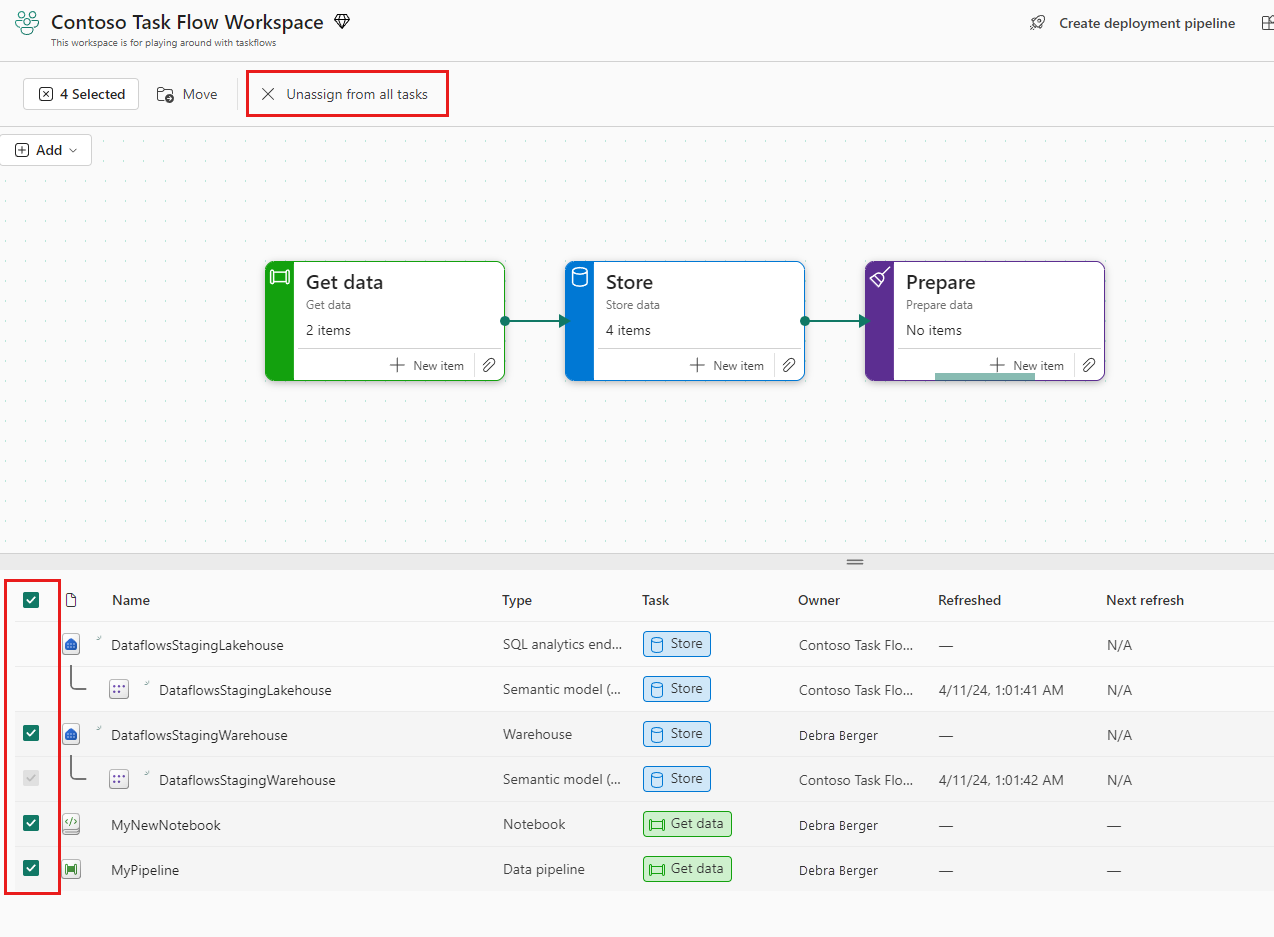 Contoso Task Flow Workspace
This workspace is for playing around with taskflows
Create deployment pipeline
4 Selected Move Unassign from all tasks
Add
Get data Store Prepare
Get data Store data Prepare data
2 items 4 items No items
New item New item New item
Name Type Task Owner Refreshed Next refresh
DataflowsStagingLakehouse SQL analytics end... Store Contoso Task Flo... — N/A
DataflowsStagingLakehouse Semantic model (... Store Contoso Task Flo... 4/11/24, 1:01:41 AM N/A
DataflowsStagingWarehouse Warehouse Store Debra Berger — N/A
DataflowsStagingWarehouse Semantic model (... Store Contoso Task Flo... 4/11/24, 1:01:42 AM N/A
MyNewNotebook Notebook Get data Debra Berger — —
MyPipeline Data pipeline Get data Debra Berger — —